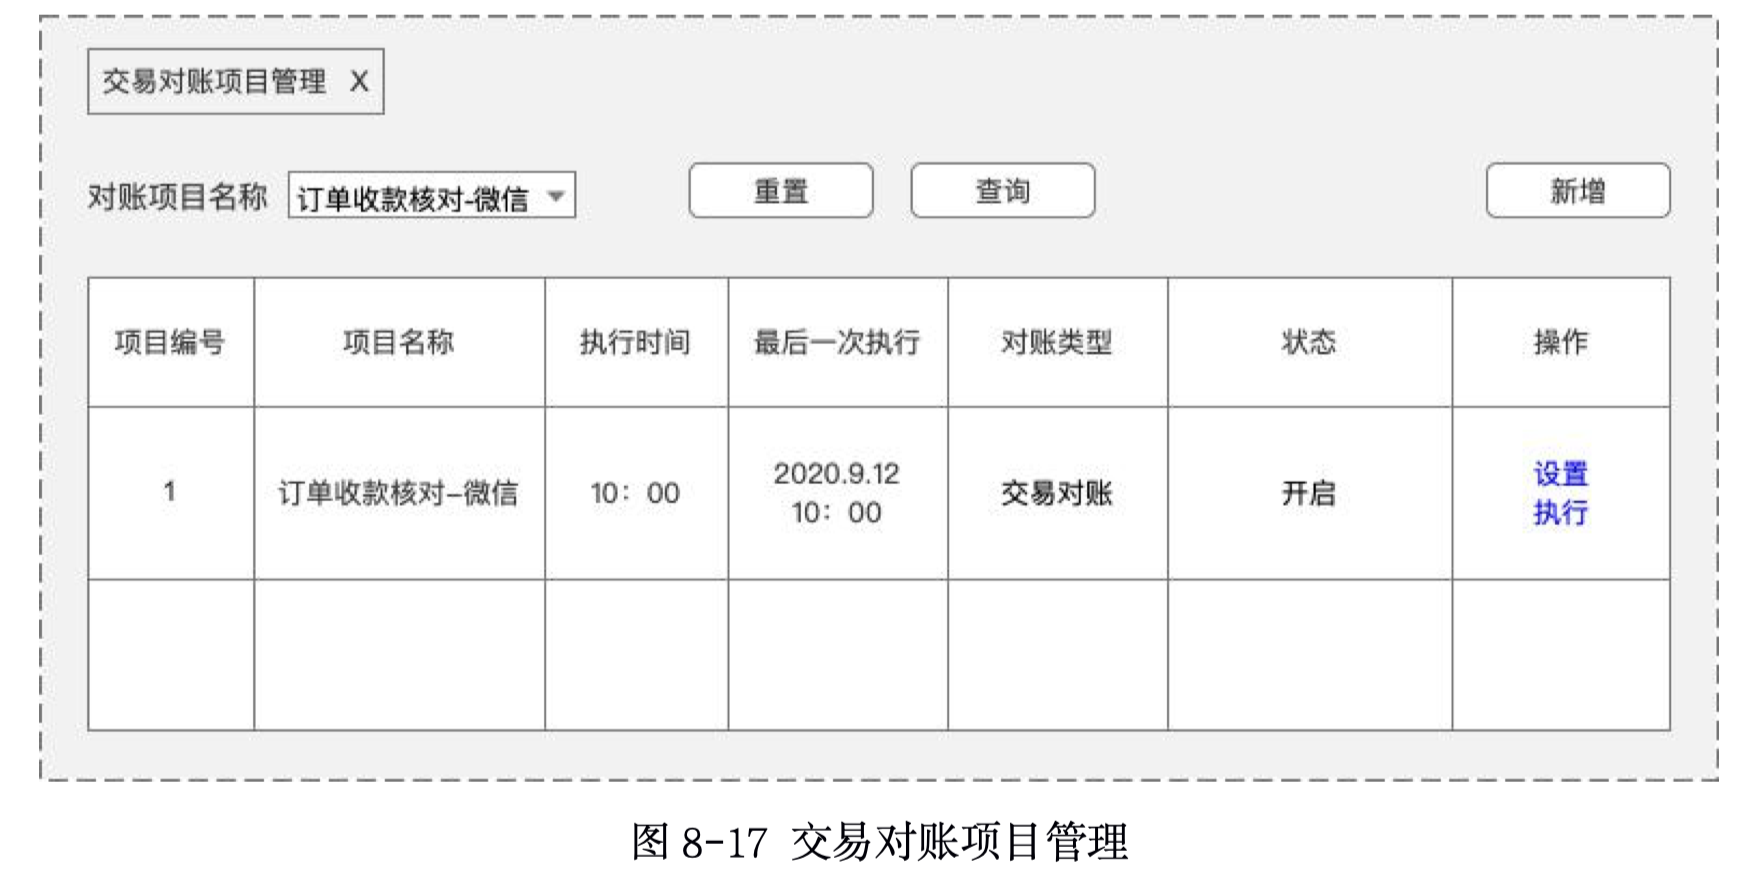 交易对账项目管理 X
对账项目名称 订单收款核对-微信 重置 查询 新增
项目编号 项目名称 执行时间 最后一次执行 对账类型 状态 操作
1 订单收款核对-微信 10：00 2020.9.12 交易对账 开启 设置
10：00 执行
图 8-17 交易对账项目管理